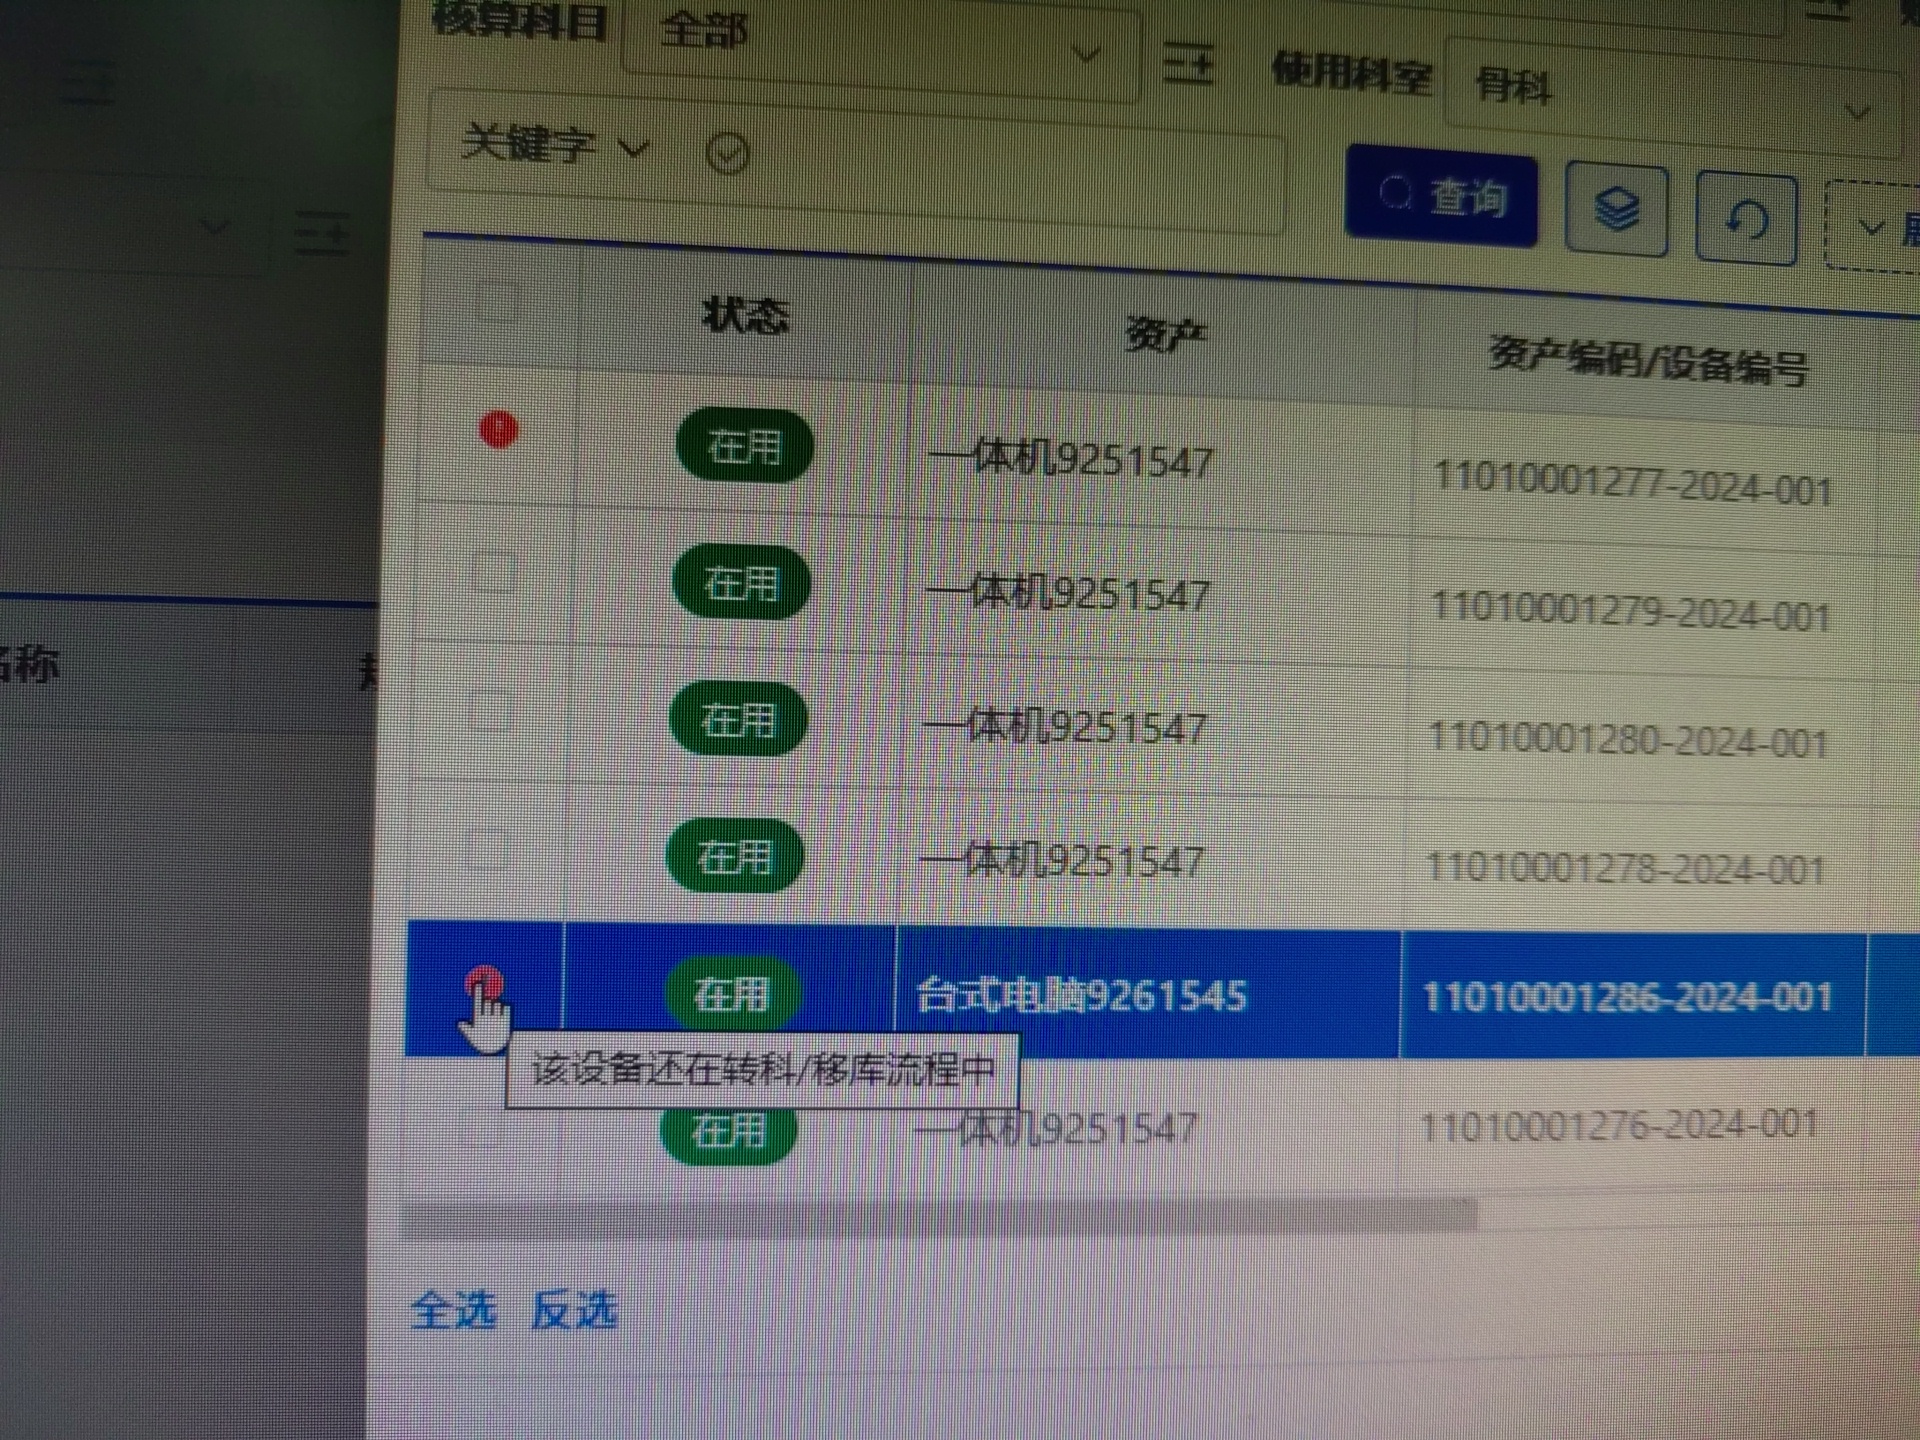 核算科目 全部 使用科室 骨科
关键字 查询
状态 资产 资产编码/设备编号
在用 一体机9251547 11010001277-2024-001
在用 一体机9251547 11010001279-2024-001
名称
在用 一体机9251547 11010001280-2024-001
在用 一体机9251547 11010001278-2024-001
在用 台式电脑9261545 11010001286-2024-001
该设备还在转科/移库流程中
在用 一体机9251547 11010001276-2024-001
全选 反选